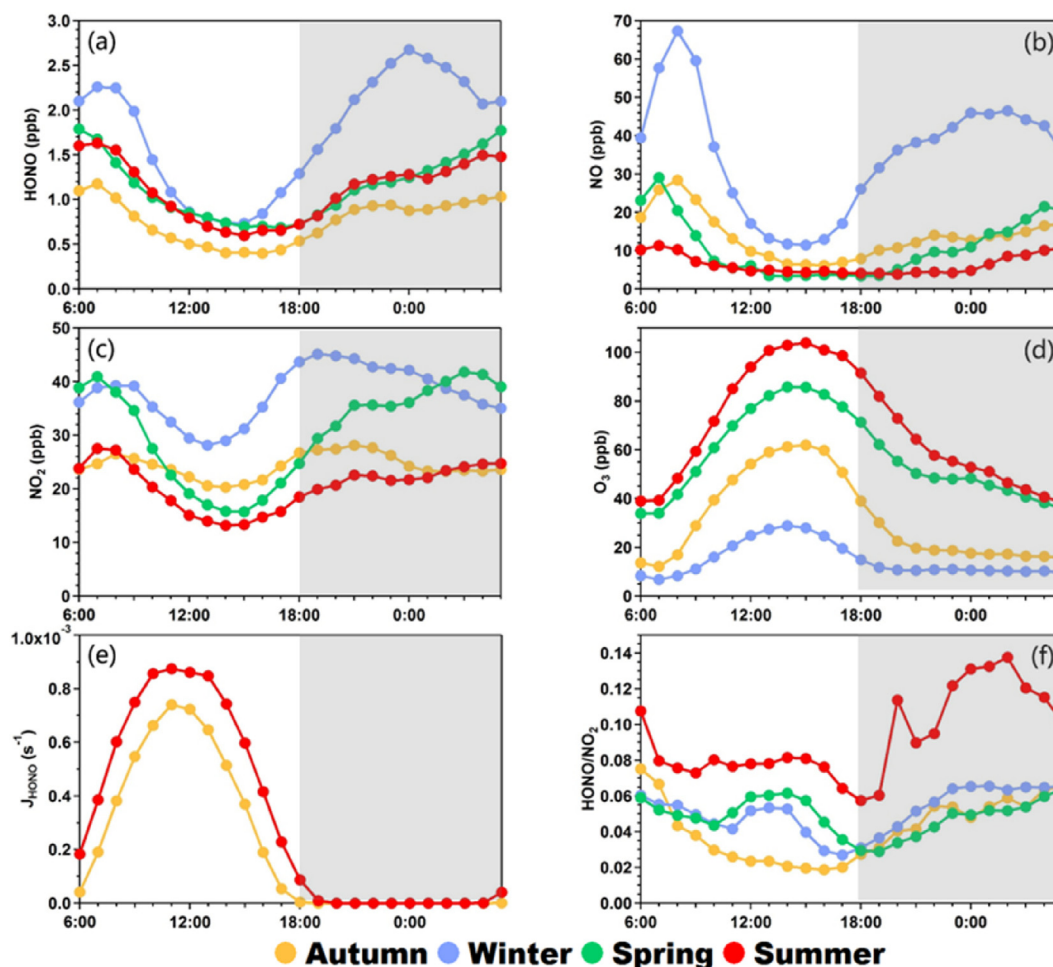 (a)
HONO (ppb)
3.0
2.5
2.0
1.5
1.0
0.5
0.0
6:00 12:00 18:00 0:00
(b)
NO (ppb)
70
60
50
40
30
20
10
0
6:00 12:00 18:00 0:00
(c)
NO₂ (ppb)
50
40
30
20
10
0
6:00 12:00 18:00 0:00
(d)
O₃ (ppb)
100
80
60
40
20
0
6:00 12:00 18:00 0:00
(e)
J_HONO (s⁻¹)
1.0x10⁻³
0.8
0.6
0.4
0.2
0.0
6:00 12:00 18:00 0:00
(f)
HONO/NO₂
0.14
0.12
0.10
0.08
0.06
0.04
0.02
0.00
6:00 12:00 18:00 0:00
Autumn Winter Spring Summer